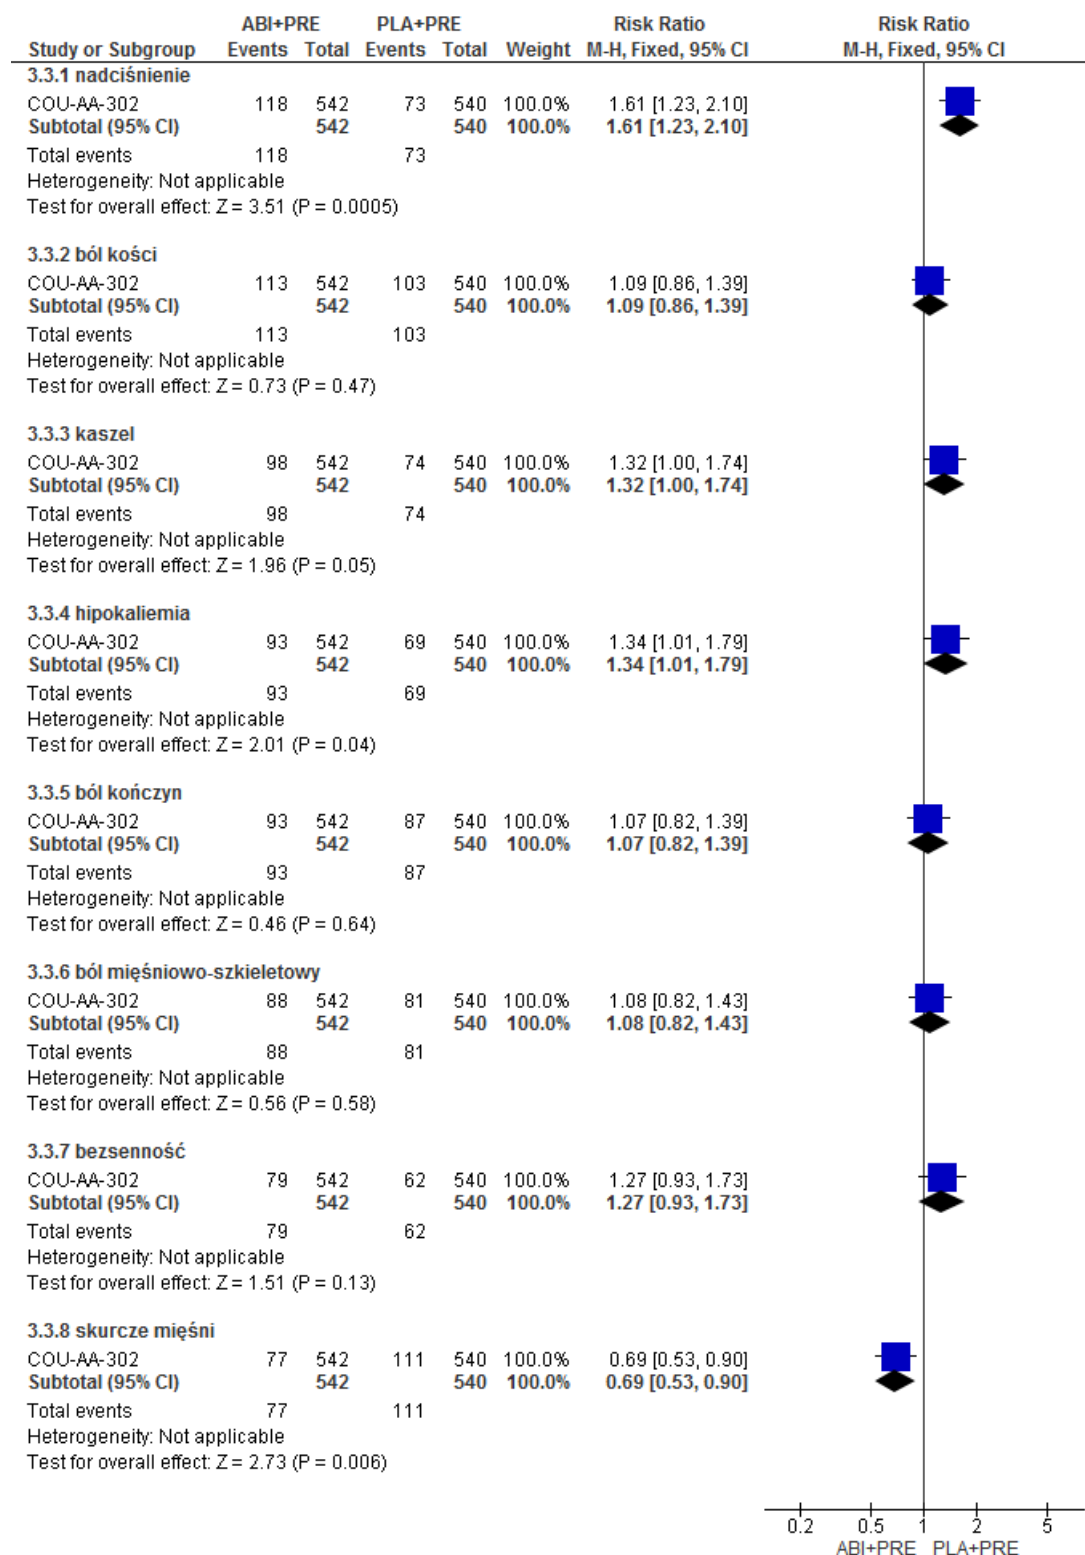 ABI+PRE PLA+PRE Risk Ratio Risk Ratio
Study or Subgroup Events Total Events Total Weight M-H, Fixed, 95% CI M-H, Fixed, 95% CI
3.3.1 nadciśnienie
COU-AA-302 118 542 73 540 100.0% 1.61 [1.23, 2.10]
Subtotal (95% CI) 542 540 100.0% 1.61 [1.23, 2.10]
Total events 118 73
Heterogeneity: Not applicable
Test for overall effect: Z = 3.51 (P = 0.0005)
3.3.2 ból kości
COU-AA-302 113 542 103 540 100.0% 1.09 [0.86, 1.39]
Subtotal (95% CI) 542 540 100.0% 1.09 [0.86, 1.39]
Total events 113 103
Heterogeneity: Not applicable
Test for overall effect: Z = 0.73 (P = 0.47)
3.3.3 kaszel
COU-AA-302 98 542 74 540 100.0% 1.32 [1.00, 1.74]
Subtotal (95% CI) 542 540 100.0% 1.32 [1.00, 1.74]
Total events 98 74
Heterogeneity: Not applicable
Test for overall effect: Z = 1.96 (P = 0.05)
3.3.4 hipokaliemia
COU-AA-302 93 542 69 540 100.0% 1.34 [1.01, 1.79]
Subtotal (95% CI) 542 540 100.0% 1.34 [1.01, 1.79]
Total events 93 69
Heterogeneity: Not applicable
Test for overall effect: Z = 2.01 (P = 0.04)
3.3.5 ból kończyn
COU-AA-302 93 542 87 540 100.0% 1.07 [0.82, 1.39]
Subtotal (95% CI) 542 540 100.0% 1.07 [0.82, 1.39]
Total events 93 87
Heterogeneity: Not applicable
Test for overall effect: Z = 0.46 (P = 0.64)
3.3.6 ból mięśniowo-szkieletowy
COU-AA-302 88 542 81 540 100.0% 1.08 [0.82, 1.43]
Subtotal (95% CI) 542 540 100.0% 1.08 [0.82, 1.43]
Total events 88 81
Heterogeneity: Not applicable
Test for overall effect: Z = 0.56 (P = 0.58)
3.3.7 bezsenność
COU-AA-302 79 542 62 540 100.0% 1.27 [0.93, 1.73]
Subtotal (95% CI) 542 540 100.0% 1.27 [0.93, 1.73]
Total events 79 62
Heterogeneity: Not applicable
Test for overall effect: Z = 1.51 (P = 0.13)
3.3.8 skurcze mięśni
COU-AA-302 77 542 111 540 100.0% 0.69 [0.53, 0.90]
Subtotal (95% CI) 542 540 100.0% 0.69 [0.53, 0.90]
Total events 77 111
Heterogeneity: Not applicable
Test for overall effect: Z = 2.73 (P = 0.006)
0.2 0.5 1 2 5
ABI+PRE PLA+PRE